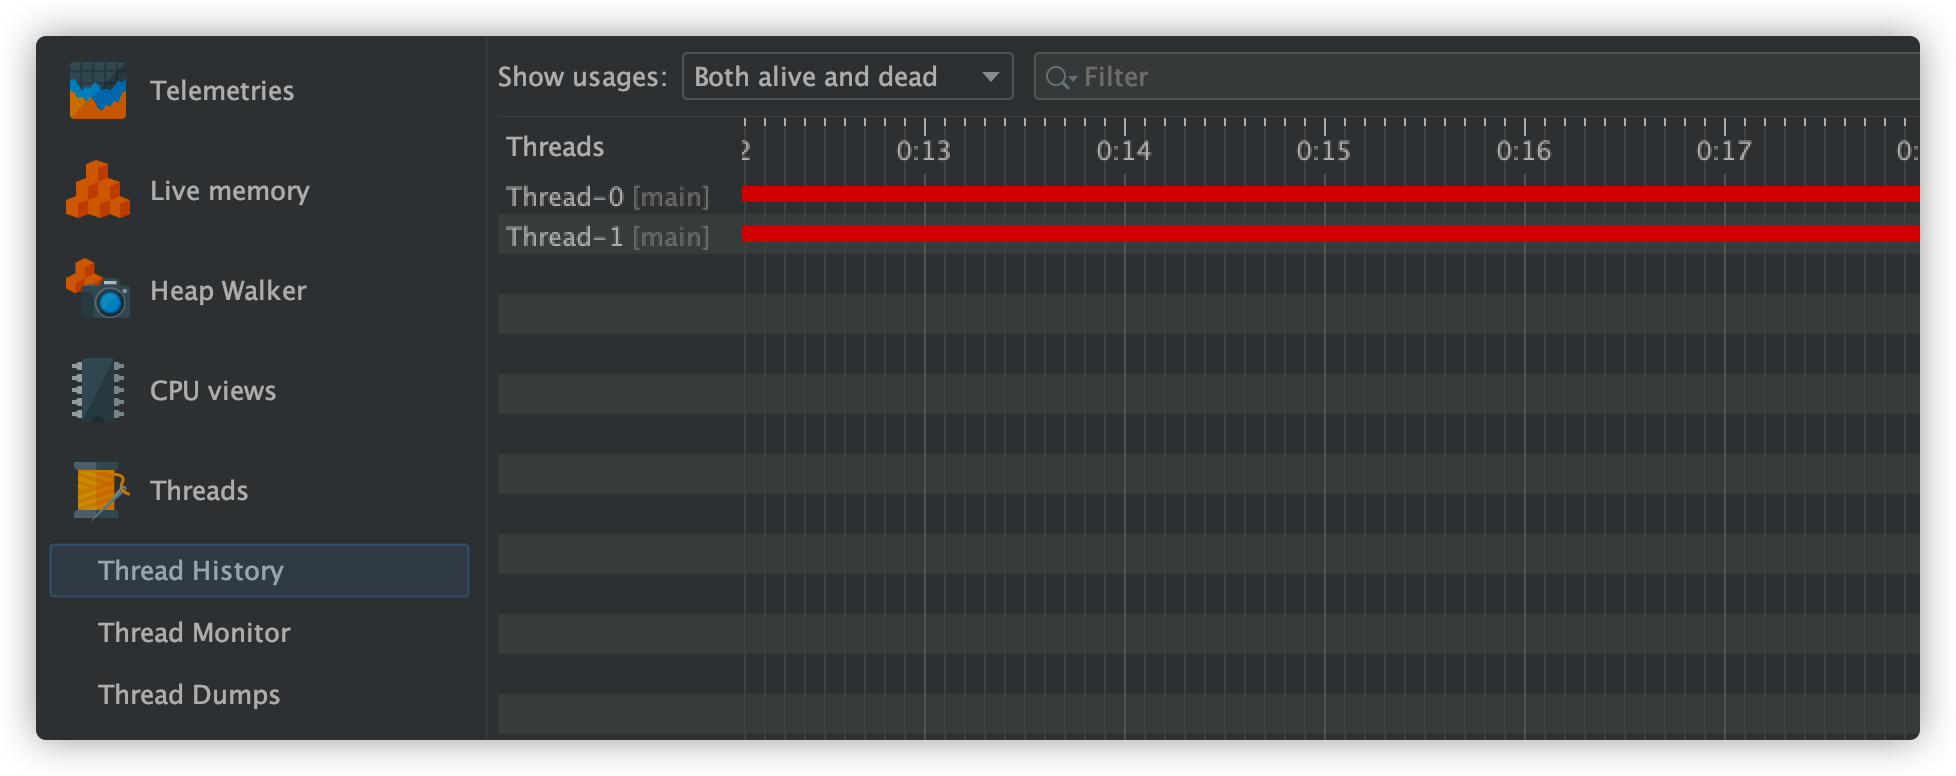 Telemetries
Live memory
Heap Walker
CPU views
Threads
Thread History
Thread Monitor
Thread Dumps
Show usages: Both alive and dead Filter
Threads 2 0:13 0:14 0:15 0:16 0:17 0:
Thread-0 [main]
Thread-1 [main]